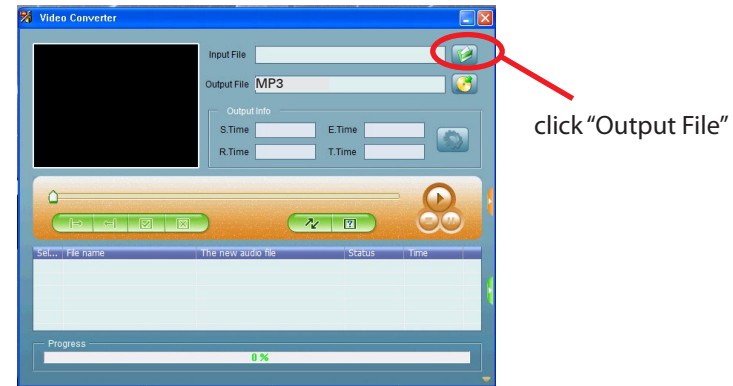 Video Converter
Input File
Output File MP3
click “Output File”
Output Info
S.Time E.Time
R.Time T.Time
Sel... File name The new audio file Status Time
Progress
0 %